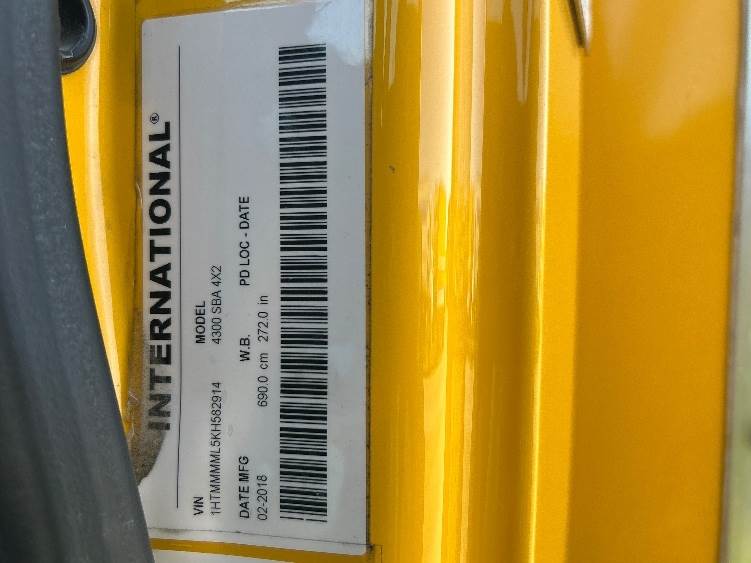 INTERNATIONAL®
VIN MODEL
1HTMMMML5KH582914 4300 SBA 4X2
DATE MFG W.B. PD LOC - DATE
02-2018 690.0 cm 272.0 in